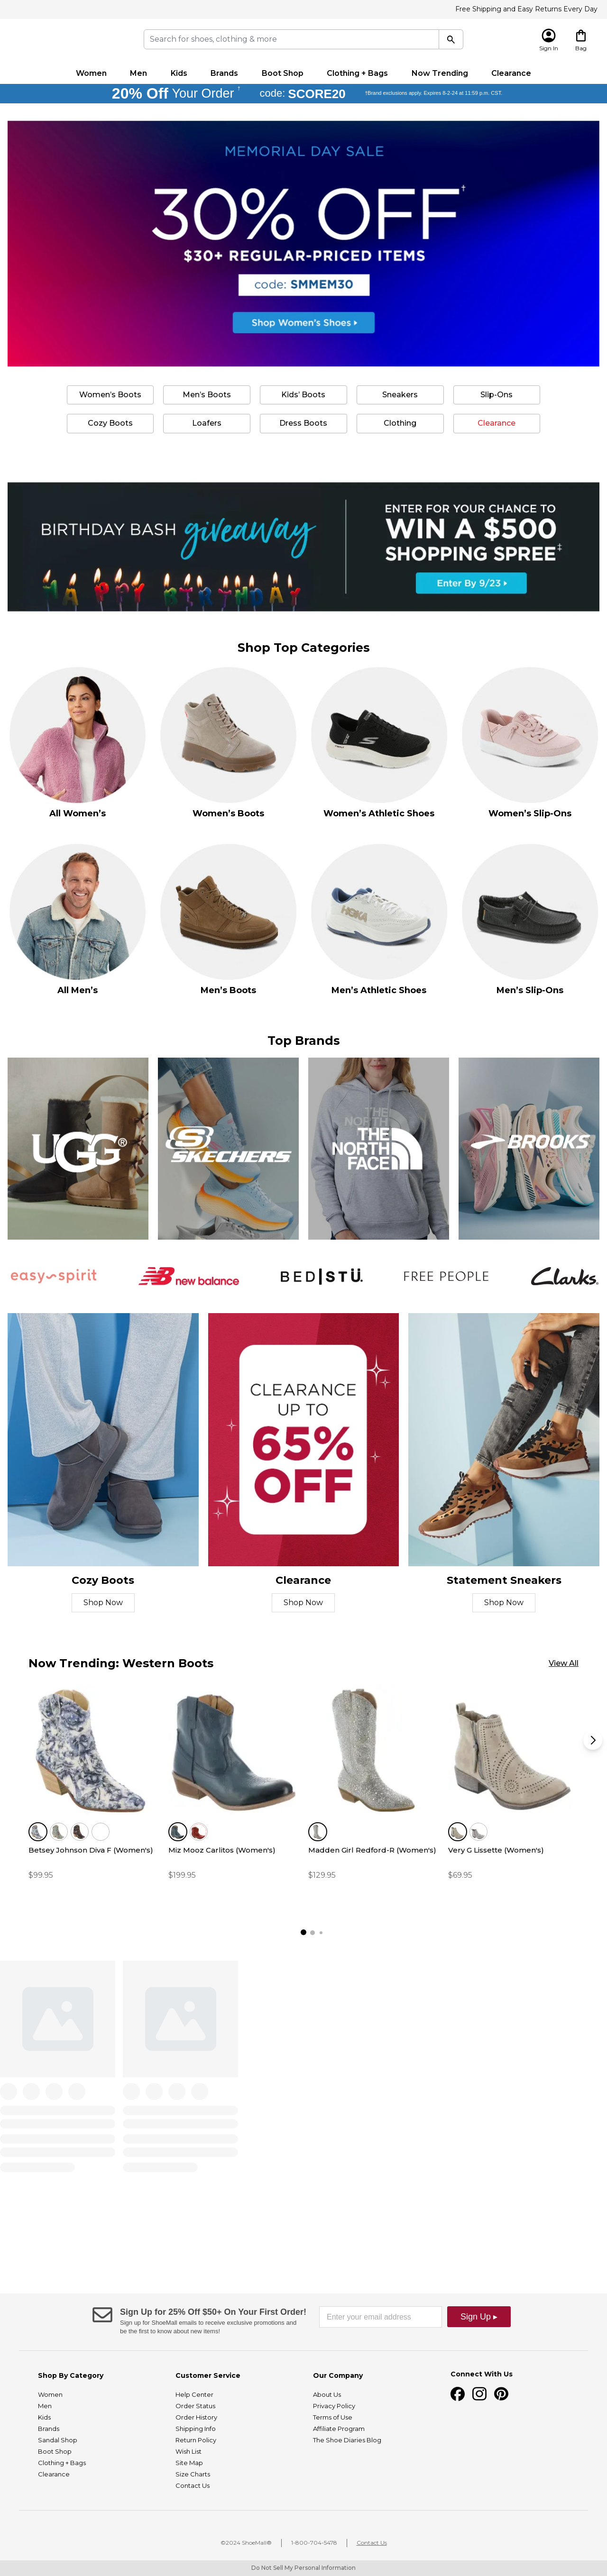 Free Shipping and Easy Returns Every Day
Search for shoes, clothing & more
Sign In
Bag
Women Men Kids Brands Boot Shop Clothing + Bags Now Trending Clearance
20% Off Your Order † code: SCORE20 †Brand exclusions apply. Expires 8-2-24 at 11:59 p.m. CST.
MEMORIAL DAY SALE
30% OFF†
$30+ REGULAR-PRICED ITEMS
code: SMMEM30
Shop Women's Shoes ▸
Women's Boots Men's Boots Kids' Boots Sneakers Slip-Ons
Cozy Boots Loafers Dress Boots Clothing Clearance
BIRTHDAY BASH giveaway
HAPPY BIRTHDAY
ENTER FOR YOUR CHANCE TO
WIN A $500
SHOPPING SPREE‡
Enter By 9/23 ▸
Shop Top Categories
All Women's Women's Boots Women's Athletic Shoes Women's Slip-Ons
HOKA
All Men's Men's Boots Men's Athletic Shoes Men's Slip-Ons
Top Brands
UGG®
SKECHERS
THE
NORTH
FACE
BROOKS
easy spirit
new balance
BED|STÜ
FREE PEOPLE
Clarks.
CLEARANCE
UP TO
65%
OFF
Cozy Boots
Shop Now
Clearance
Shop Now
Statement Sneakers
Shop Now
Now Trending: Western Boots
View All
Betsey Johnson Diva F (Women's)
$99.95
Miz Mooz Carlitos (Women's)
$199.95
Madden Girl Redford-R (Women's)
$129.95
Very G Lissette (Women's)
$69.95
Sign Up for 25% Off $50+ On Your First Order!
Sign up for ShoeMall emails to receive exclusive promotions and
be the first to know about new items!
Enter your email address
Sign Up ▸
Shop By Category
Women
Men
Kids
Brands
Sandal Shop
Boot Shop
Clothing + Bags
Clearance
Customer Service
Help Center
Order Status
Order History
Shipping Info
Return Policy
Wish List
Site Map
Size Charts
Contact Us
Our Company
About Us
Privacy Policy
Terms of Use
Affiliate Program
The Shoe Diaries Blog
Connect With Us
©2024 ShoeMall®
1-800-704-5478
Contact Us
Do Not Sell My Personal Information